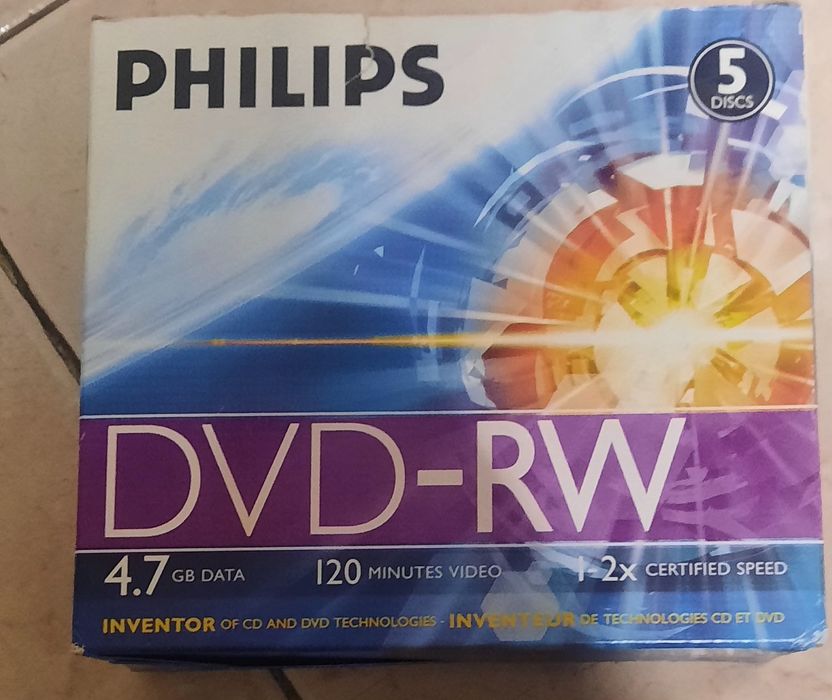 PHILIPS
5
DISCS
DVD-RW
4.7 GB DATA 120 MINUTES VIDEO 1-2x CERTIFIED SPEED
INVENTOR OF CD AND DVD TECHNOLOGIES - INVENTEUR DE TECHNOLOGIES CD ET DVD